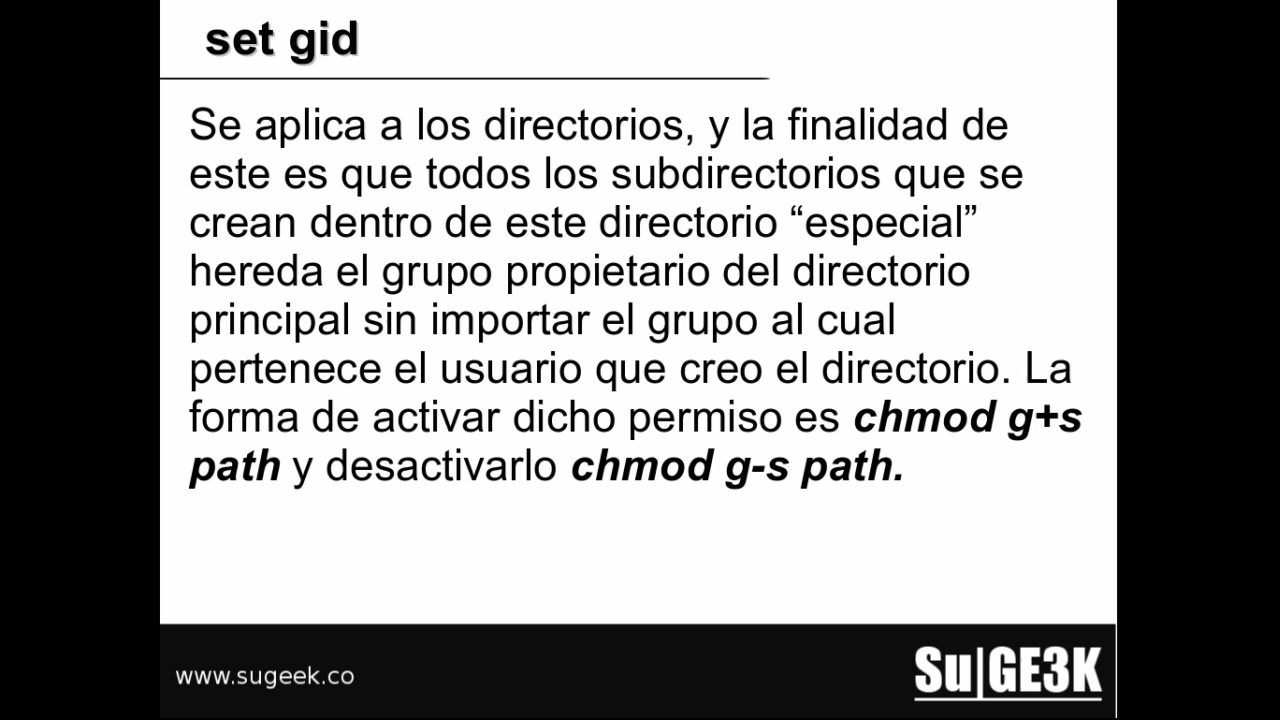 set gid
Se aplica a los directorios, y la finalidad de
este es que todos los subdirectorios que se
crean dentro de este directorio “especial”
hereda el grupo propietario del directorio
principal sin importar el grupo al cual
pertenece el usuario que creo el directorio. La
forma de activar dicho permiso es chmod g+s
path y desactivarlo chmod g-s path.
www.sugeek.co
Su|GE3K